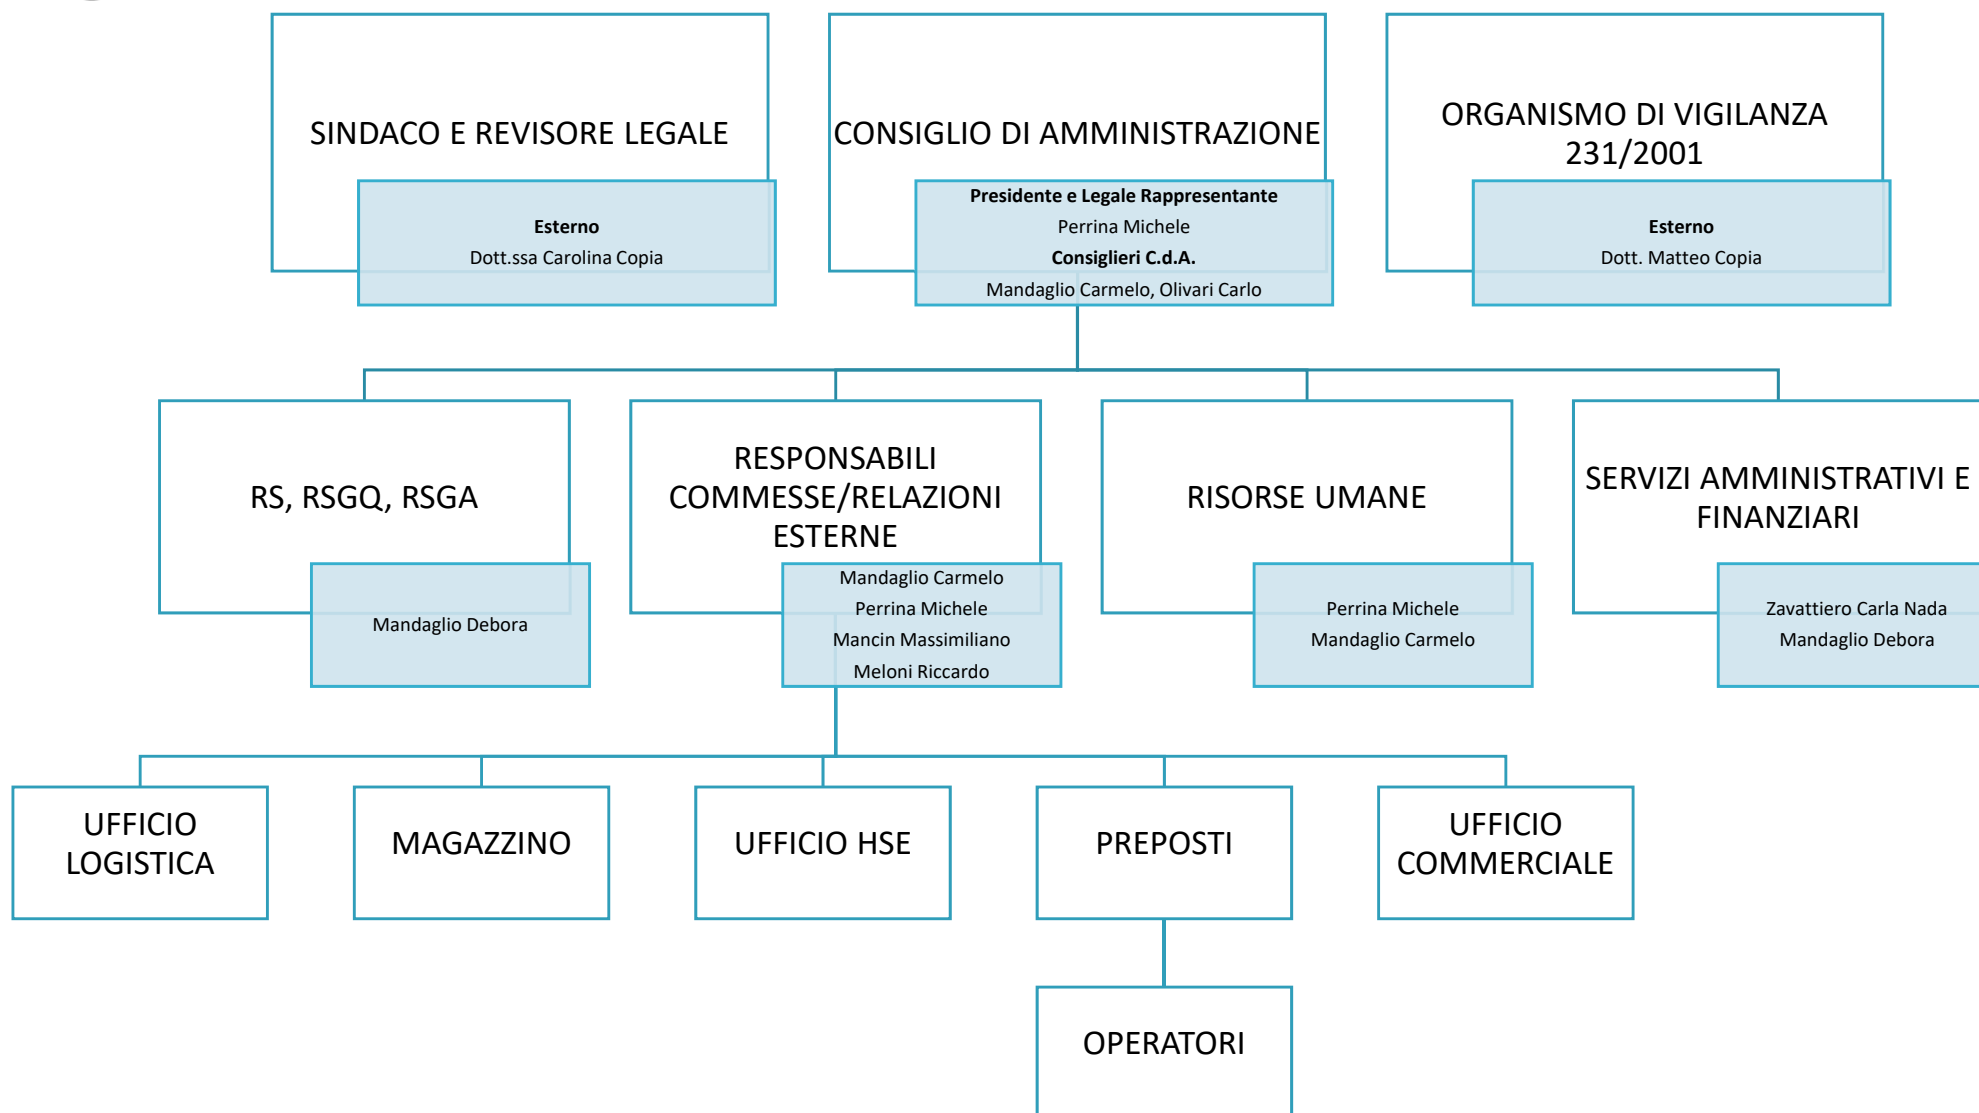 SINDACO E REVISORE LEGALE
Esterno
Dott.ssa Carolina Copia
CONSIGLIO DI AMMINISTRAZIONE
Presidente e Legale Rappresentante
Perrina Michele
Consiglieri C.d.A.
Mandaglio Carmelo, Olivari Carlo
ORGANISMO DI VIGILANZA
231/2001
Esterno
Dott. Matteo Copia
RS, RSGQ, RSGA
Mandaglio Debora
RESPONSABILI
COMMESSE/RELAZIONI
ESTERNE
Mandaglio Carmelo
Perrina Michele
Mancin Massimiliano
Meloni Riccardo
RISORSE UMANE
Perrina Michele
Mandaglio Carmelo
SERVIZI AMMINISTRATIVI E
FINANZIARI
Zavattiero Carla Nada
Mandaglio Debora
UFFICIO
LOGISTICA
MAGAZZINO
UFFICIO HSE
PREPOSTI
UFFICIO
COMMERCIALE
OPERATORI